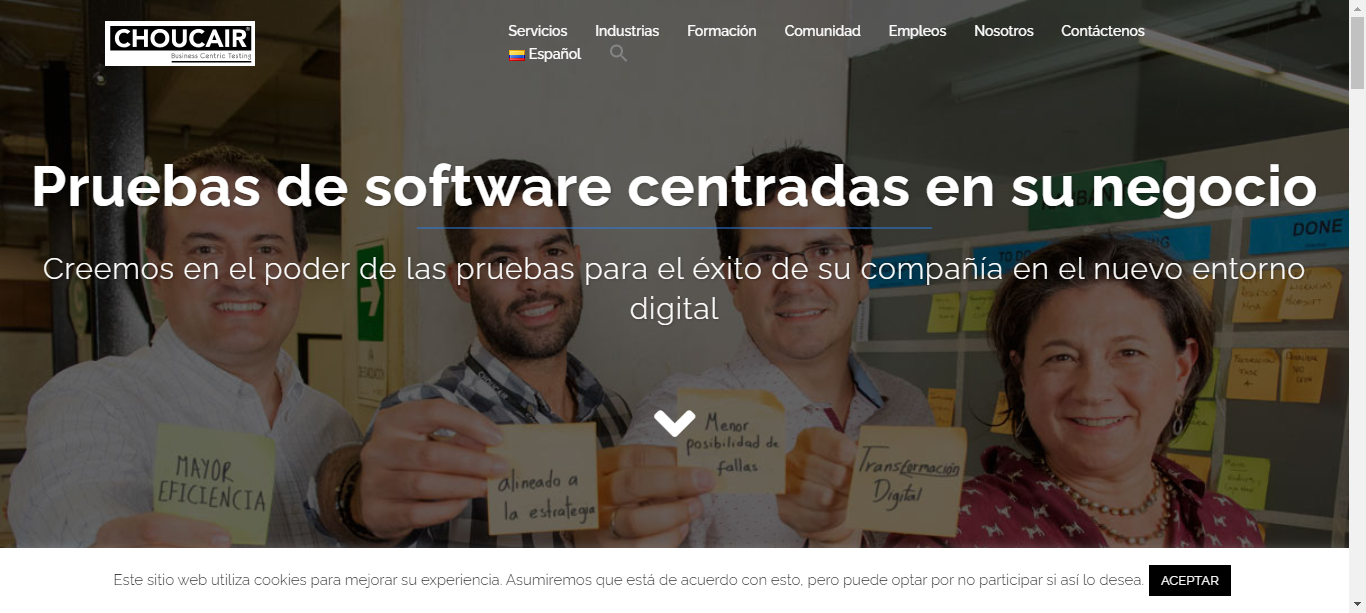 CHOUCAIR
Business Centric Testing
Servicios Industrias Formación Comunidad Empleos Nosotros Contáctenos
Español
Pruebas de software centradas en su negocio
Creemos en el poder de las pruebas para el éxito de su compañía en el nuevo entorno
digital
DONE
TO DO
MAYOR
EFICIENCIA
alineado a
la estrategia
Menor
posibilidad de
fallas
Transformación
Digital
Este sitio web utiliza cookies para mejorar su experiencia. Asumiremos que está de acuerdo con esto, pero puede optar por no participar si así lo desea. ACEPTAR